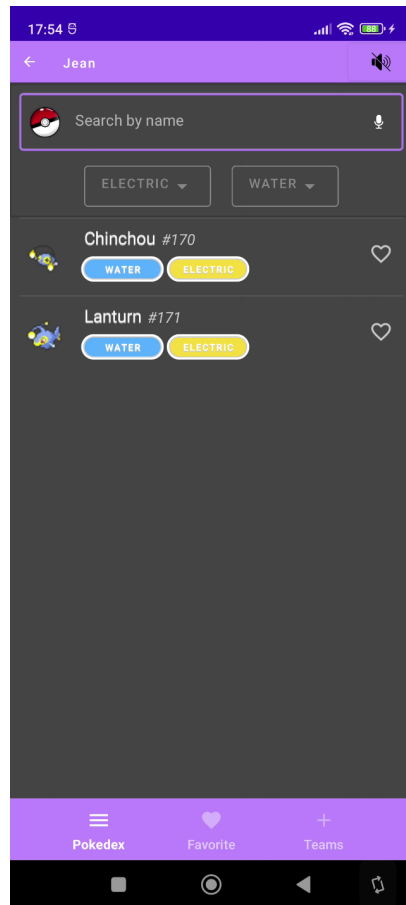 17:54
88
Jean
Search by name
ELECTRIC
WATER
Chinchou #170
WATER ELECTRIC
Lanturn #171
WATER ELECTRIC
Pokedex Favorite Teams